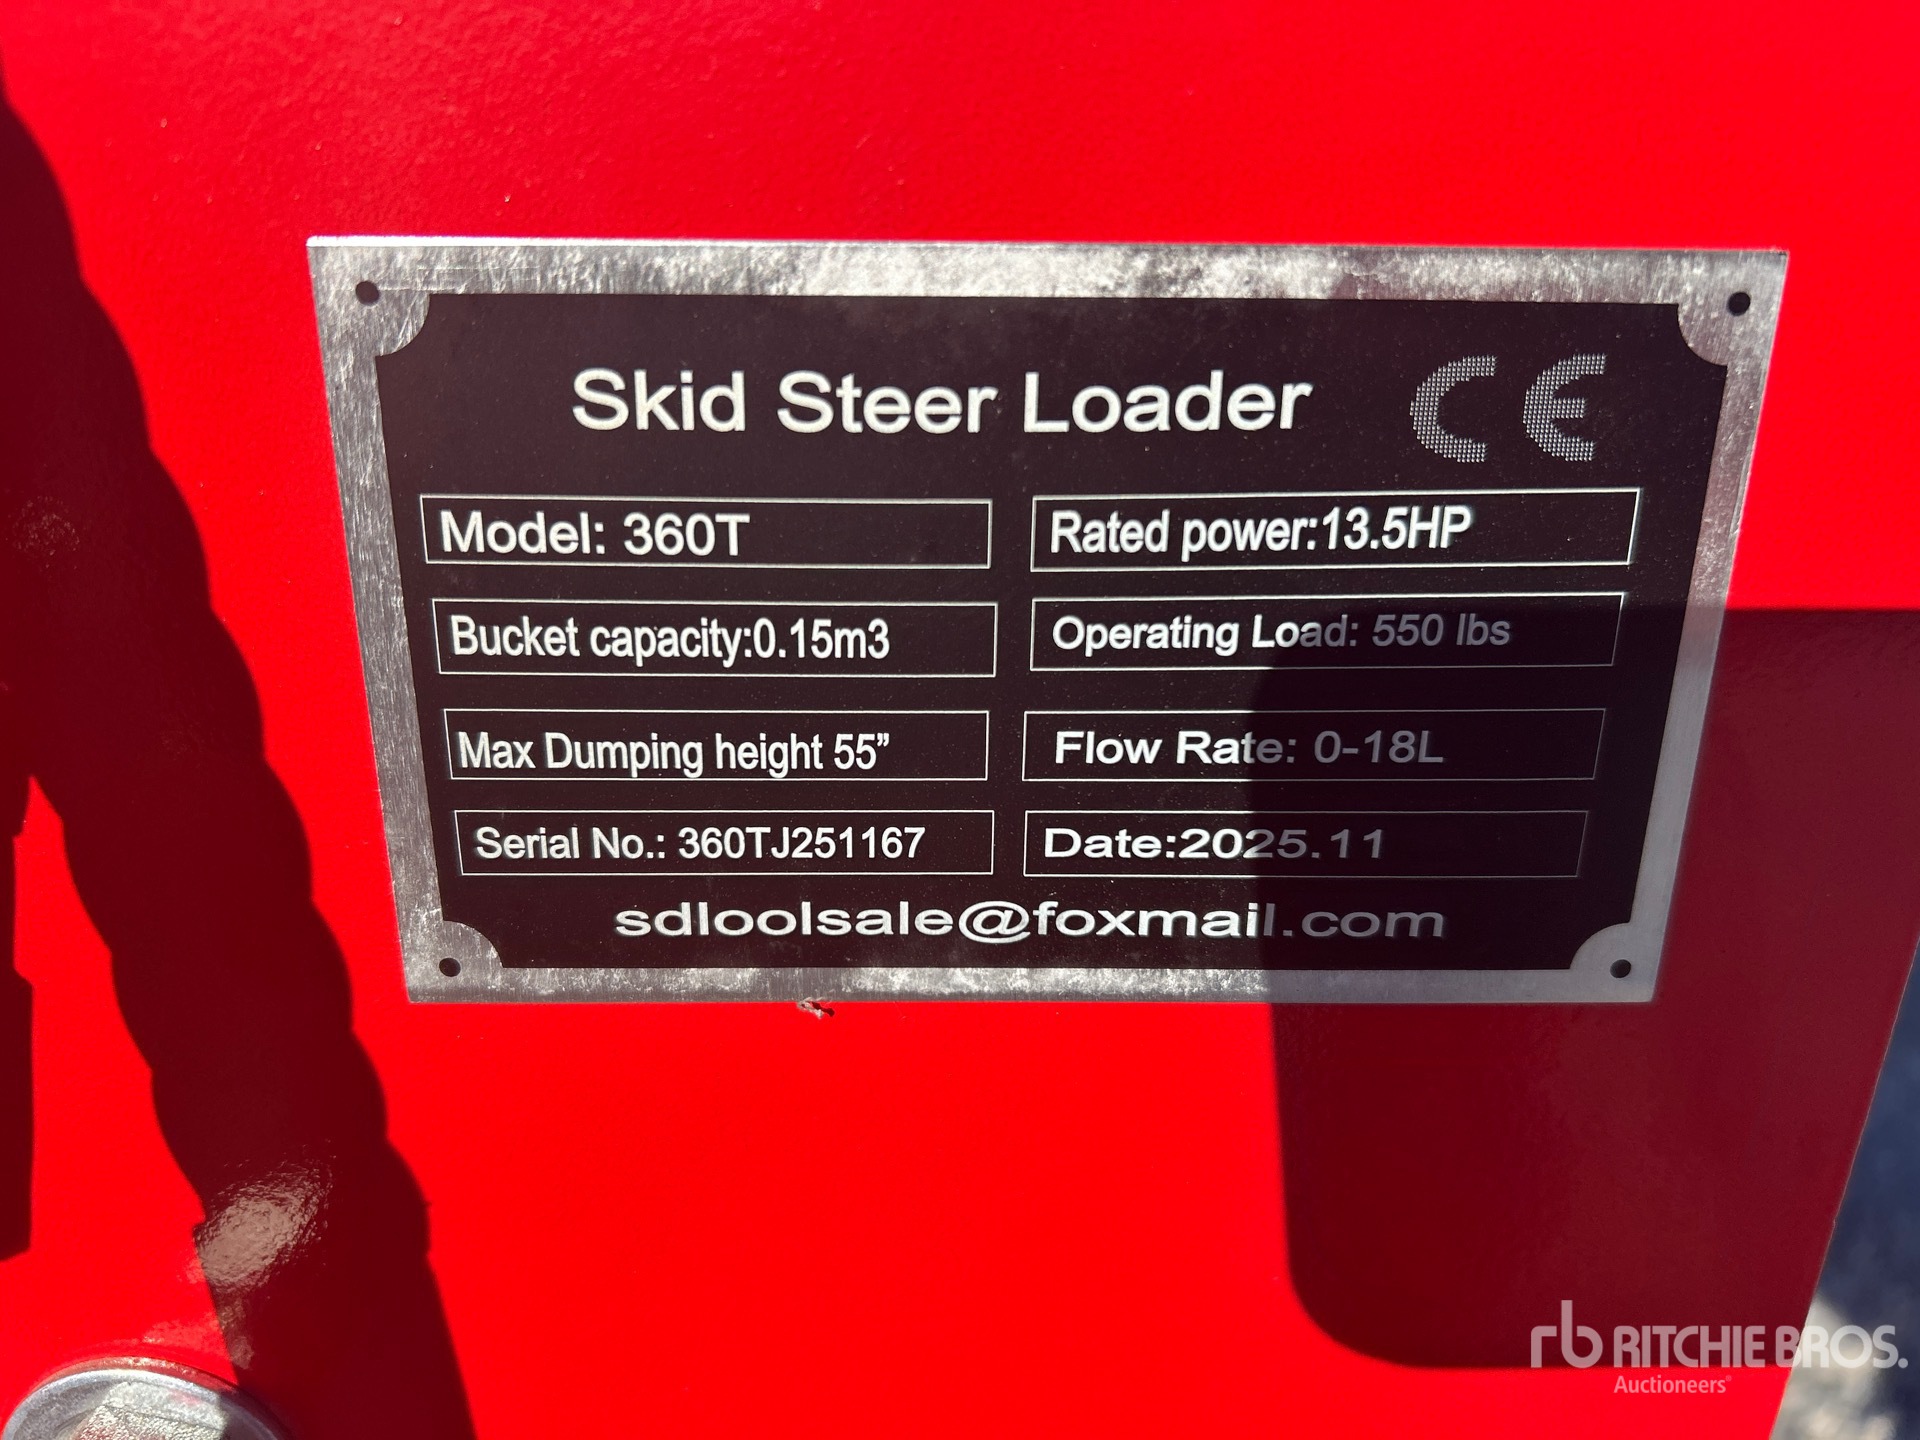 Skid Steer Loader CE
Model: 360T
Rated power:13.5HP
Bucket capacity:0.15m3
Operating Load: 550 lbs
Max Dumping height 55”
Flow Rate: 0-18L
Serial No.: 360TJ251167
Date:2025.11
sdloolsale@foxmail.com
rb RITCHIE BROS.
Auctioneers®